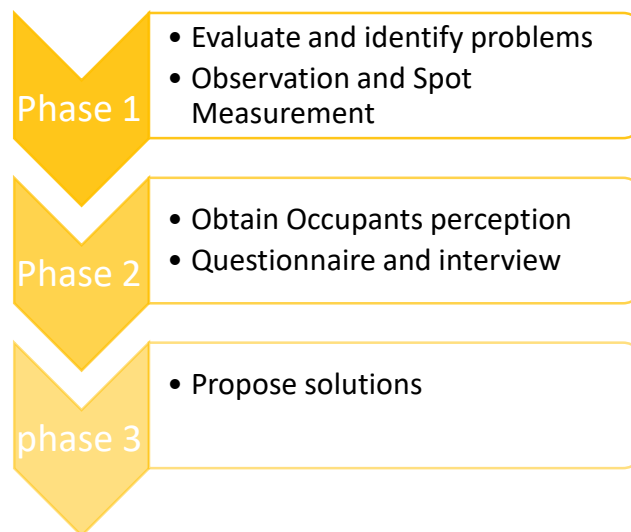 Phase 1
• Evaluate and identify problems
• Observation and Spot
Measurement
Phase 2
• Obtain Occupants perception
• Questionnaire and interview
phase 3
• Propose solutions